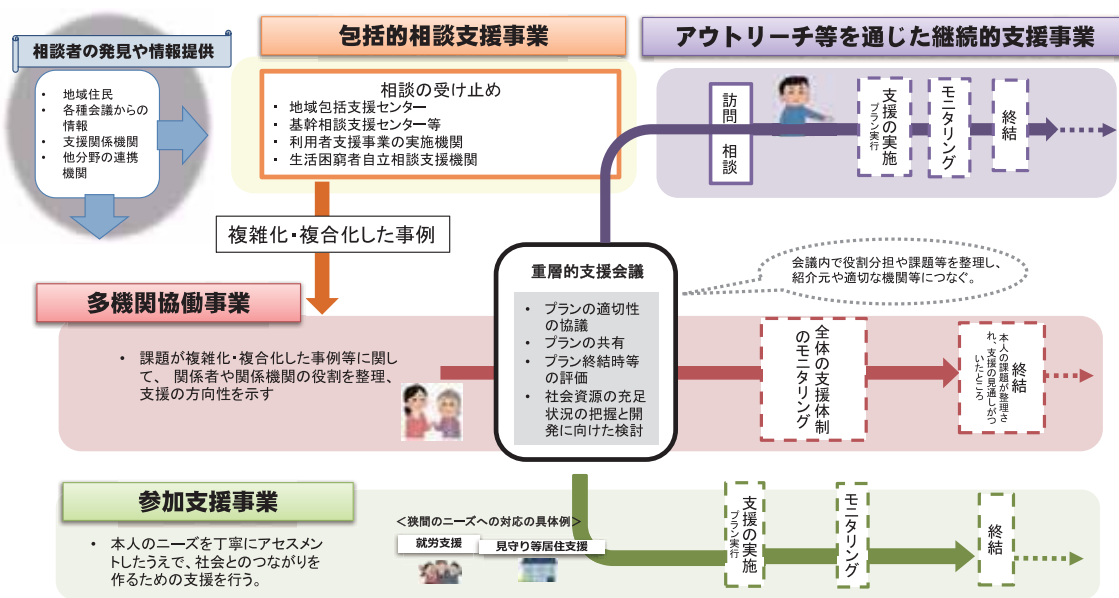 相談者の発見や情報提供
・ 地域住民
・ 各種会議からの
情報
・ 支援関係機関
・ 他分野の連携
機関
包括的相談支援事業
相談の受け止め
・ 地域包括支援センター
・ 基幹相談支援センター等
・ 利用者支援事業の実施機関
・ 生活困窮者自立相談支援機関
複雑化・複合化した事例
アウトリーチ等を通じた継続的支援事業
訪問 相談
支援の実施
プラン実行
モニタリング
終結
重層的支援会議
・ プランの適切性
の協議
・ プランの共有
・ プラン終結時等
の評価
・ 社会資源の充足
状況の把握と開
発に向けた検討
会議内で役割分担や課題等を整理し、
紹介元や適切な機関等につなぐ。
多機関協働事業
・ 課題が複雑化・複合化した事例等に関し
て、 関係者や関係機関の役割を整理、
支援の方向性を示す
全体の支援体制
のモニタリング
終結
本人の課題が整理さ
れ、支援の見通しがつ
いたところ
参加支援事業
・ 本人のニーズを丁寧にアセスメン
トしたうえで、社会とのつながりを
作るための支援を行う。
＜狭間のニーズへの対応の具体例＞
就労支援
見守り等居住支援
支援の実施
プラン実行
モニタリング
終結